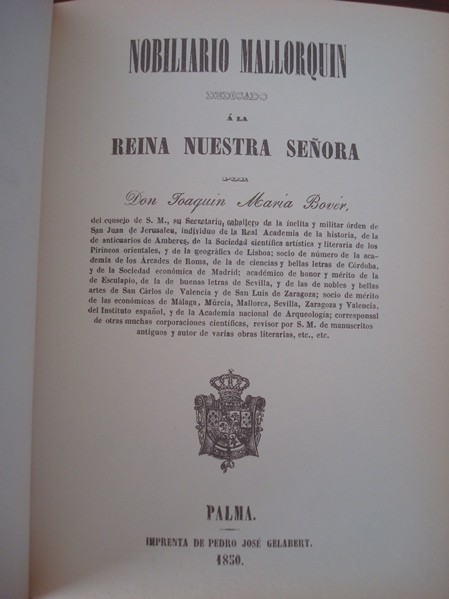 NOBILIARIO MALLORQUIN
DEDICADO
Á LA
REINA NUESTRA SEÑORA
POR
Don Joaquin Maria Bover,
del consejo de S. M., su Secretario, caballero de la ínclita y militar órden de
San Juan de Jerusalen, individuo de la Real Academia de la historia, de la
de anticuarios de Amberes, de la Sociedad científica artística y literaria de los
Pirineos orientales, y de la geográfica de Lisboa; socio de número de la aca-
demia de los Árcades de Roma, de la de ciencias y bellas letras de Córdoba,
y de la Sociedad económica de Madrid; académico de honor y mérito de la
de Esculapio, de la de buenas letras de Sevilla, y de las de nobles y bellas
artes de San Cárlos de Valencia y de San Luis de Zaragoza; socio de mérito
de las económicas de Málaga, Múrcia, Mallorca, Sevilla, Zaragoza y Valencia,
del Instituto español, y de la Academia nacional de Arqueología; corresponsal
de otras muchas corporaciones científicas, revisor por S. M. de manuscritos
antiguos y autor de varias obras literarias, etc., etc.
PALMA.
IMPRENTA DE PEDRO JOSÉ GELABERT.
1850.